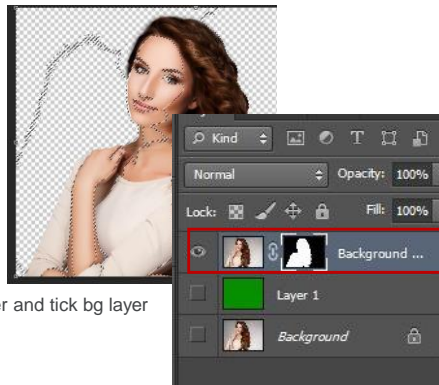 Kind
T
Normal Opacity: 100%
Lock: Fill: 100%
Background ...
er and tick bg layer
Layer 1
Background